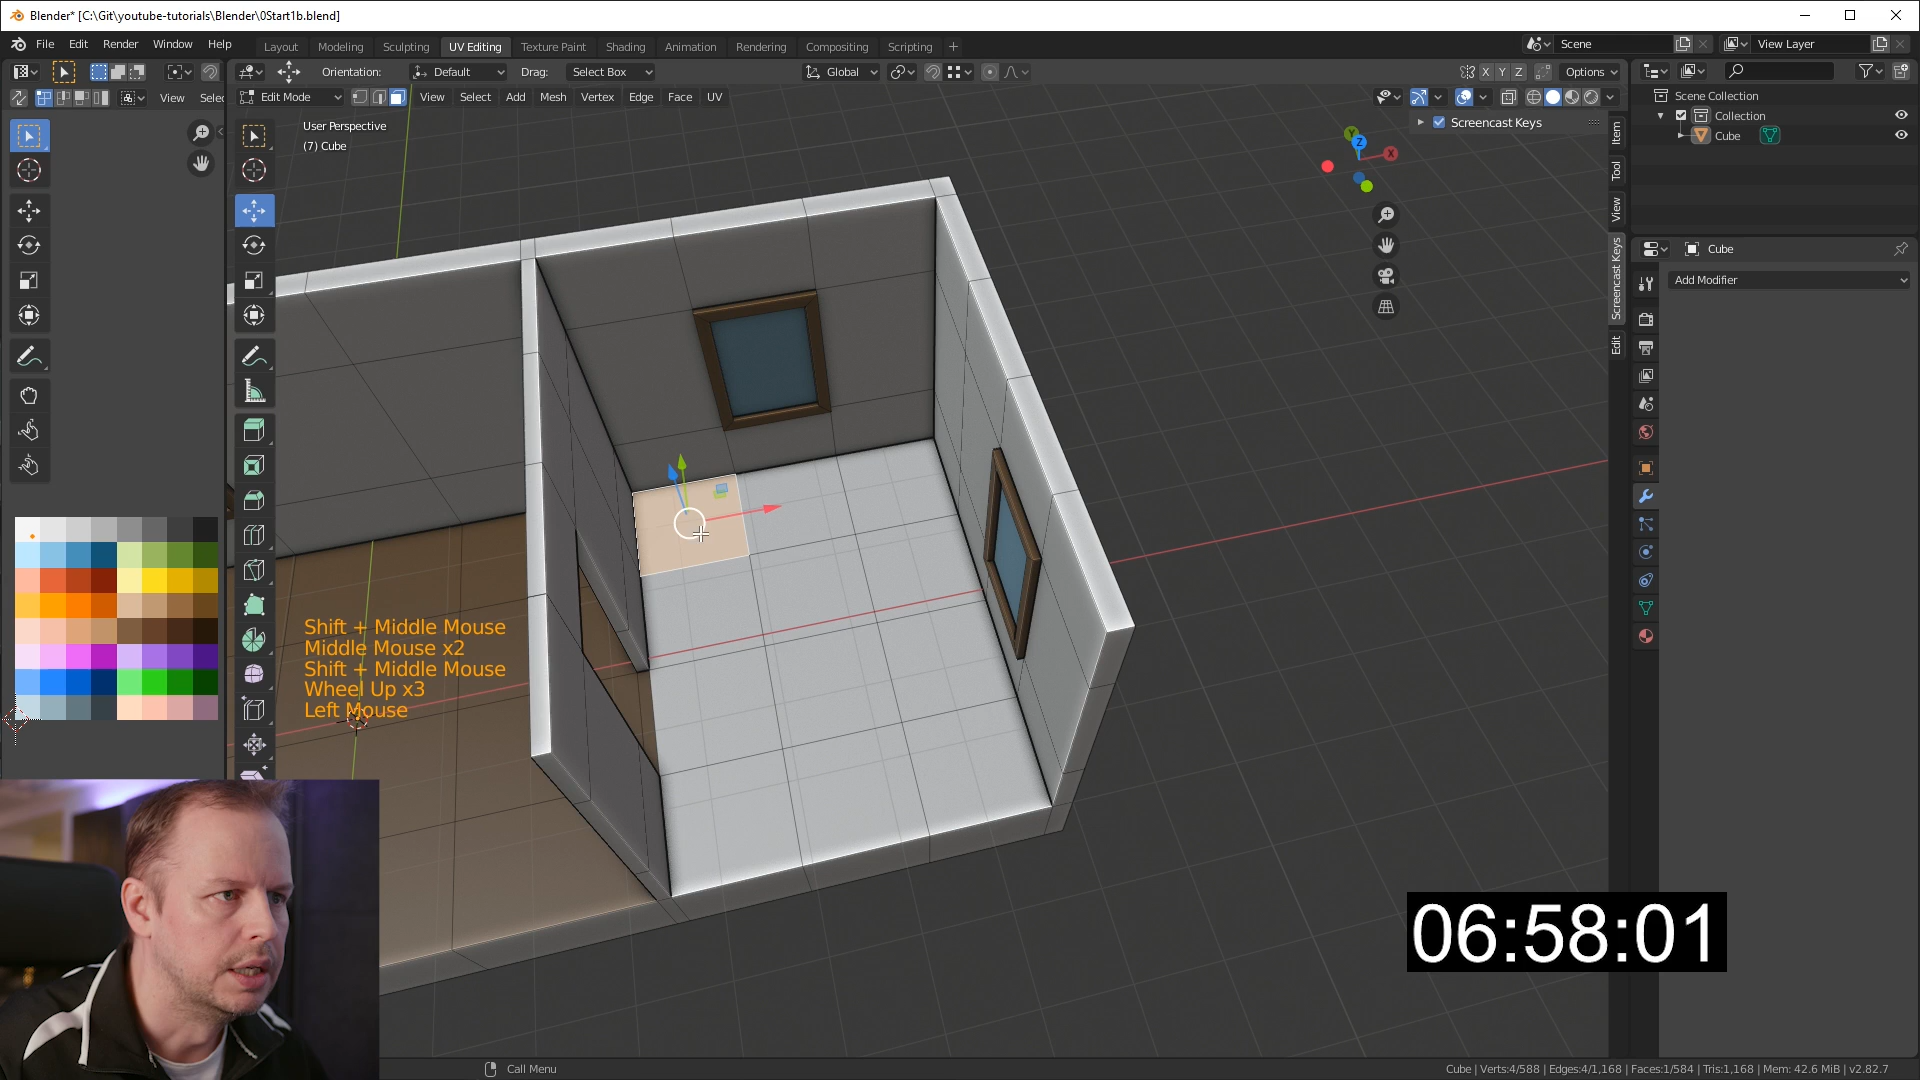 Blender* [C:\Git\youtube-tutorials\Blender\0Start1b.blend]
File Edit Render Window Help
Layout Modeling Sculpting UV Editing Texture Paint Shading Animation Rendering Compositing Scripting +
Scene
View Layer
Orientation: Default Drag: Select Box
Global
X Y Z
Options
View Selec
Edit Mode
View Select Add Mesh Vertex Edge Face UV
User Perspective
(7) Cube
Screencast Keys
Y
Z
X
Item
Tool
View
Screencast Keys
Edit
Scene Collection
Collection
Cube
Cube
Add Modifier
Shift + Middle Mouse
Middle Mouse x2
Shift + Middle Mouse
Wheel Up x3
Left Mouse
06:58:01
Call Menu
Cube | Verts:4/588 | Edges:4/1,168 | Faces:1/584 | Tris:1,168 | Mem: 42.6 MiB | v2.82.7